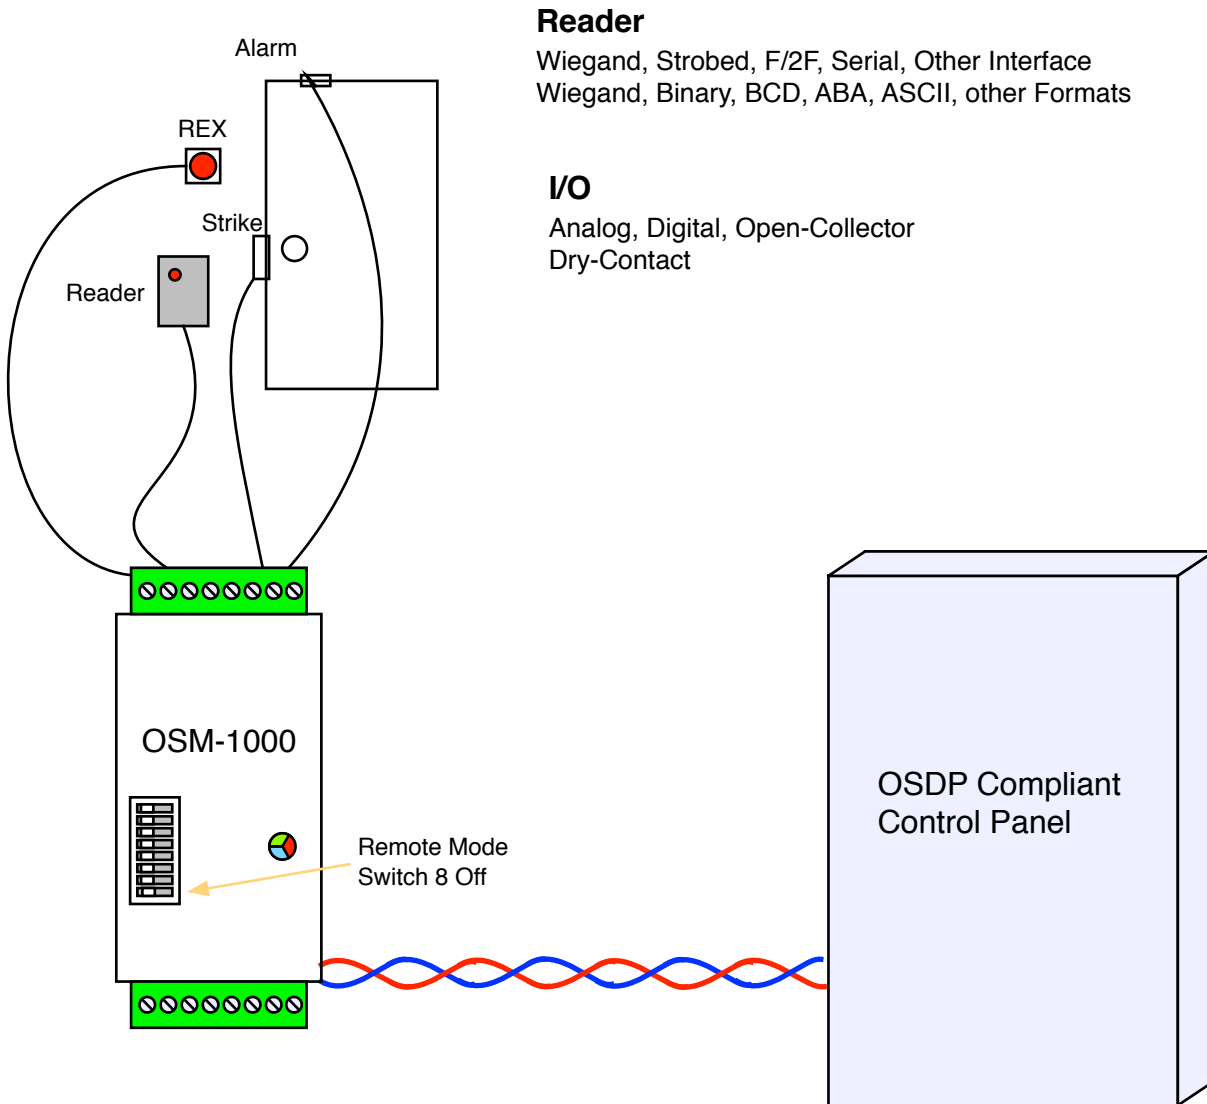 Reader
Wiegand, Strobed, F/2F, Serial, Other Interface
Wiegand, Binary, BCD, ABA, ASCII, other Formats
I/O
Analog, Digital, Open-Collector
Dry-Contact
Alarm
REX
Strike
Reader
OSM-1000
Remote Mode
Switch 8 Off
OSDP Compliant
Control Panel